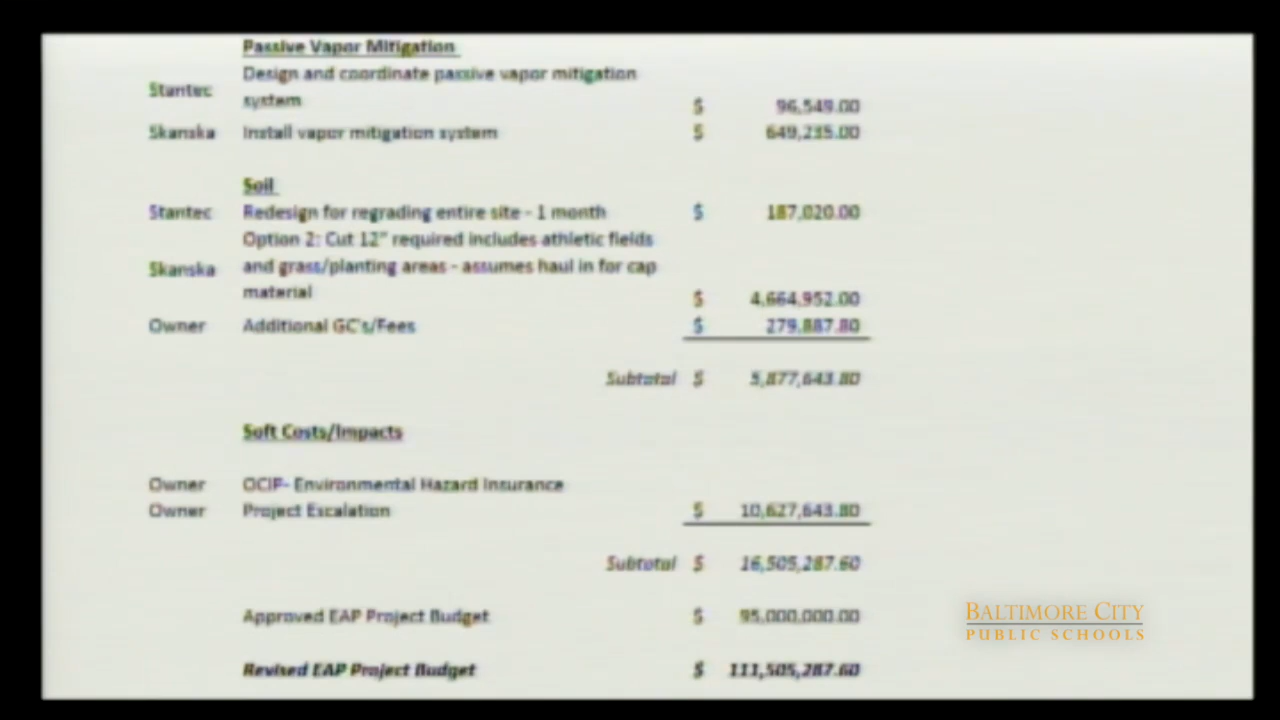 Passive Vapor Mitigation
Stantec Design and coordinate passive vapor mitigation
system $ 96,549.00
Skanska Install vapor mitigation system $ 649,235.00
Soil
Stantec Redesign for regrading entire site - 1 month $ 187,020.00
Option 2: Cut 12" required includes athletic fields
Skanska and grass/planting areas - assumes haul in for cap
material $ 4,664,952.00
Owner Additional GC's/Fees $ 279,887.80
Subtotal $ 5,877,643.80
Soft Costs/Impacts
Owner OCIP- Environmental Hazard Insurance
Owner Project Escalation $ 10,627,643.80
Subtotal $ 16,505,287.60
Approved EAP Project Budget $ 95,000,000.00
Revised EAP Project Budget $ 111,505,287.60
BALTIMORE CITY
PUBLIC SCHOOLS